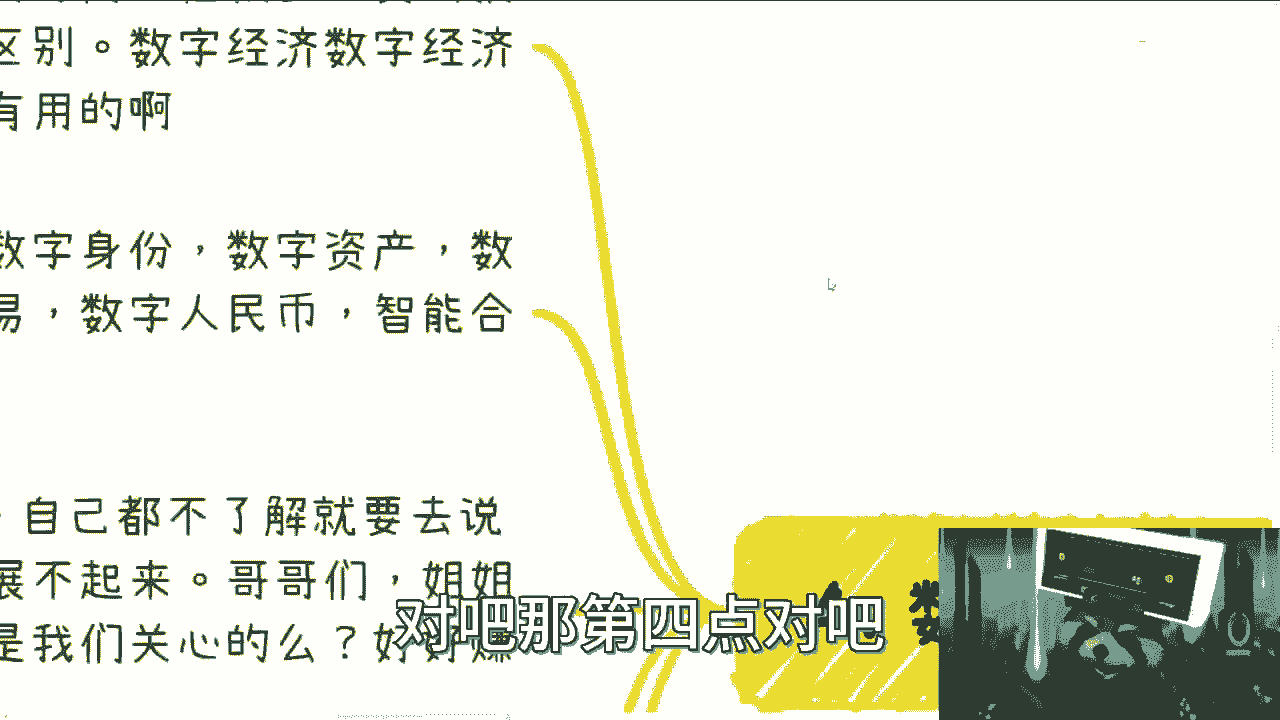 区别。数字经济数字经济
有用的啊
数字身份，数字资产，数
易，数字人民币，智能合
自己都不了解就要去说
展不起来。哥哥们，姐姐
是我们关心的么？好好赚
对吧那第四点对吧